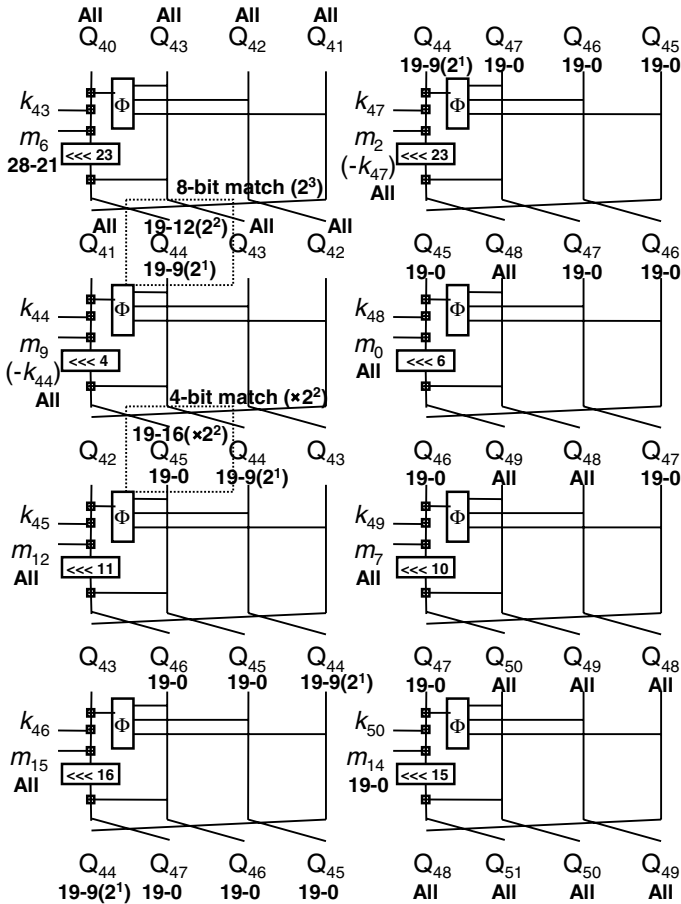 All All All All
Q40 Q43 Q42 Q41
k43 Φ
m6
28-21
<<< 23
8-bit match (2^3)
19-12(2^2)
All All All
Q41 Q44 Q43 Q42
19-9(2^1)
k44 Φ
m9
(-k44)
All
<<< 4
4-bit match (×2^2)
19-16(×2^2)
Q42 Q45 Q44 Q43
19-0 19-9(2^1)
k45 Φ
m12
All
<<< 11
Q43 Q46 Q45 Q44
19-0 19-0 19-9(2^1)
k46 Φ
m15
All
<<< 16
Q44 Q47 Q46 Q45
19-9(2^1) 19-0 19-0 19-0
Q44 Q47 Q46 Q45
19-9(2^1) 19-0 19-0 19-0
k47 Φ
m2
(-k47)
All
<<< 23
Q45 Q48 Q47 Q46
19-0 All 19-0 19-0
k48 Φ
m0
All
<<< 6
Q46 Q49 Q48 Q47
19-0 All All 19-0
k49 Φ
m7
All
<<< 10
Q47 Q50 Q49 Q48
19-0 All All All
k50 Φ
m14
19-0
<<< 15
Q48 Q51 Q50 Q49
All All All All